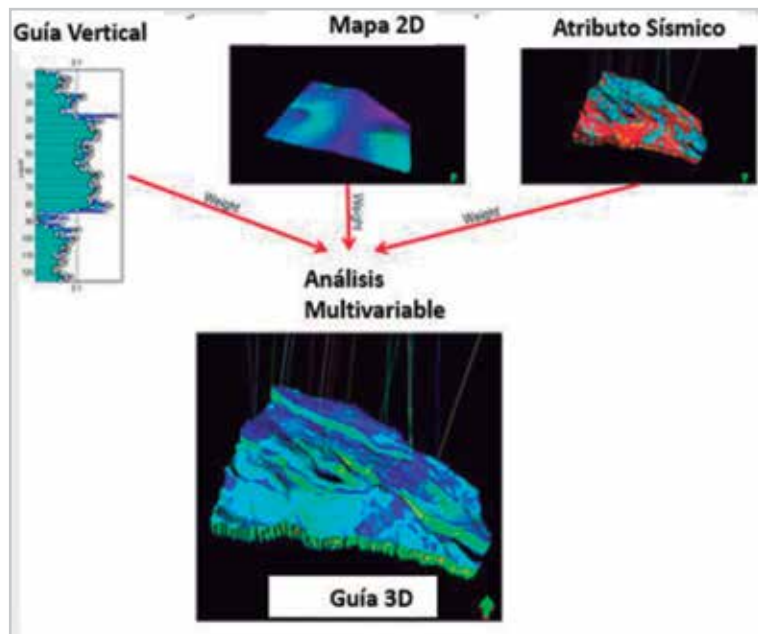 Guía Vertical
Mapa 2D
Atributo Sísmico
Weight
Weight
Weight
Análisis
Multivariable
Guía 3D